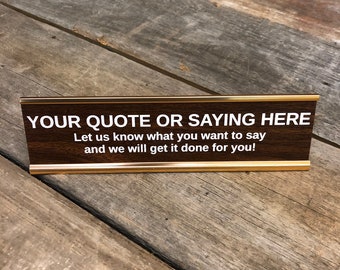 YOUR QUOTE OR SAYING HERE
Let us know what you want to say
and we will get it done for you!